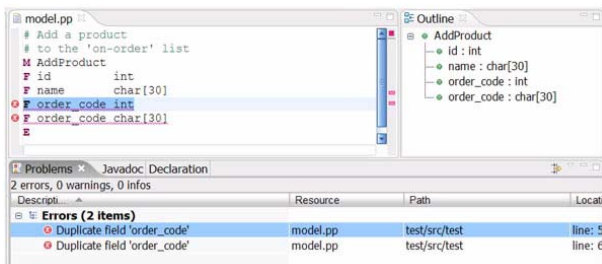 model.pp
# Add a product
# to the 'on-order' list
M AddProduct
F id int
F name char[30]
F order_code int
F order_code char[30]
E
Outline
AddProduct
id : int
name : char[30]
order_code : int
order_code : char[30]
Problems Javadoc Declaration
2 errors, 0 warnings, 0 infos
Descripti... Resource Path Locati
Errors (2 items)
Duplicate field 'order_code' model.pp test/src/test line: 5
Duplicate field 'order_code' model.pp test/src/test line: 6